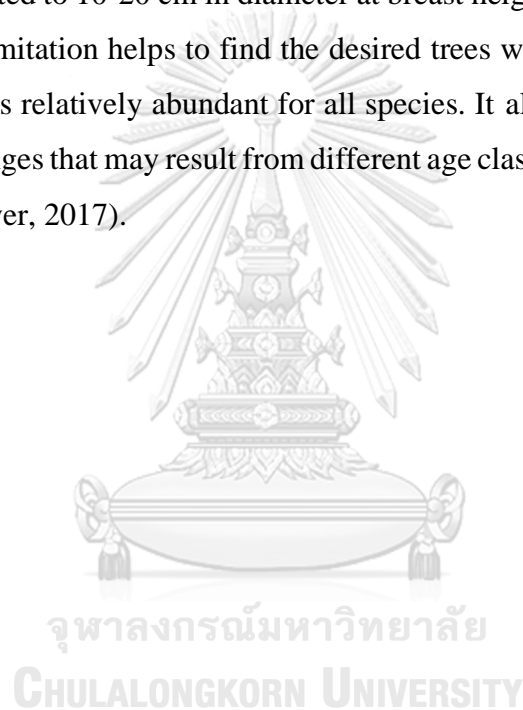 ted to 10-20 cm in diameter at breast heig
mitation helps to find the desired trees w
s relatively abundant for all species. It al
ges that may result from different age clas
er, 2017).
จุฬาลงกรณ์มหาวิทยาลัย
CHULALONGKORN UNIVERSITY